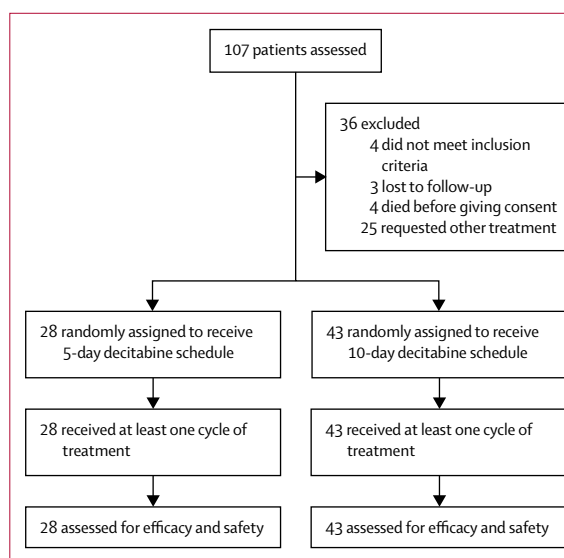 107 patients assessed
36 excluded
4 did not meet inclusion
criteria
3 lost to follow-up
4 died before giving consent
25 requested other treatment
28 randomly assigned to receive
5-day decitabine schedule
43 randomly assigned to receive
10-day decitabine schedule
28 received at least one cycle of
treatment
43 received at least one cycle of
treatment
28 assessed for efficacy and safety
43 assessed for efficacy and safety